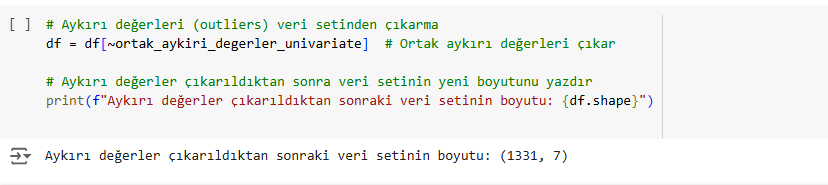 [ ] # Aykırı değerleri (outliers) veri setinden çıkarma
df = df[~ortak_aykiri_degerler_univariate]  # Ortak aykırı değerleri çıkar
# Aykırı değerler çıkarıldıktan sonra veri setinin yeni boyutunu yazdır
print(f"Aykırı değerler çıkarıldıktan sonraki veri setinin boyutu: {df.shape}")
Aykırı değerler çıkarıldıktan sonraki veri setinin boyutu: (1331, 7)